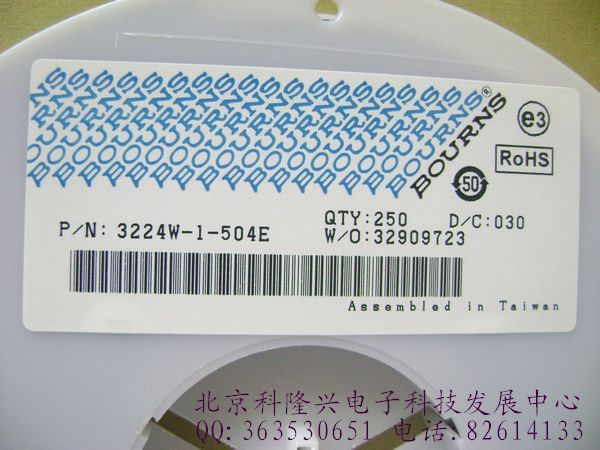 BOURNS®
e3
RoHS
50
P/N: 3224W-1-504E
QTY:250 D/C:030
W/O:32909723
Assembled in Taiwan
北京科隆兴电子科技发展中心
QQ: 363530651 电话:82614133